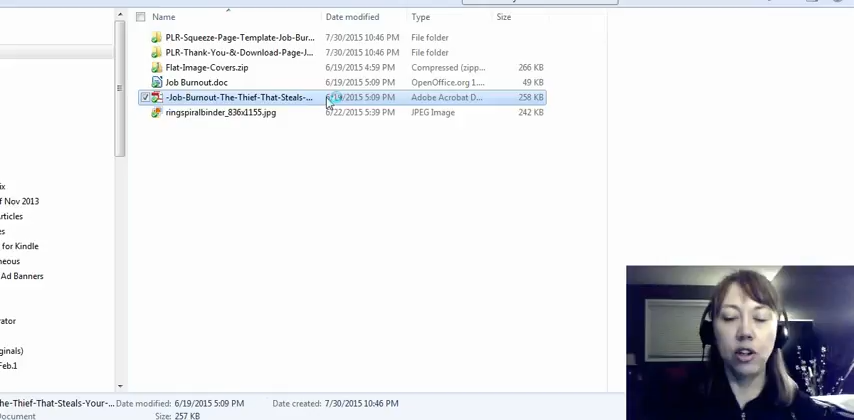 Name Date modified Type Size
PLR-Squeeze-Page-Template-Job-Bur... 7/30/2015 10:46 PM File folder
PLR-Thank-You-&-Download-Page-J... 7/30/2015 10:46 PM File folder
Flat-Image-Covers.zip 6/19/2015 4:59 PM Compressed (zipp... 266 KB
Job Burnout.doc 6/19/2015 5:09 PM OpenOffice.org 1.... 49 KB
-Job-Burnout-The-Thief-That-Steals-... 6/19/2015 5:09 PM Adobe Acrobat D... 258 KB
ringspiralbinder_836x1155.jpg 6/22/2015 5:39 PM JPEG Image 242 KB
ix
f Nov 2013
rticles
es
for Kindle
neous
Ad Banners
rator
ginals)
Feb.1
he-Thief-That-Steals-Your-... Date modified: 6/19/2015 5:09 PM Date created: 7/30/2015 10:46 PM
Document Size: 257 KB